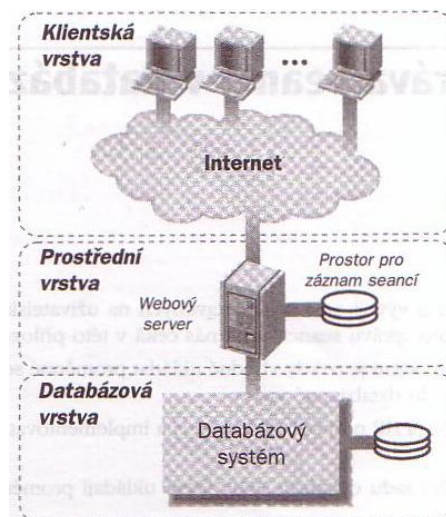 Klientská
vrstva
...
Internet
Prostřední
vrstva
Prostor pro
záznam seancí
Webový
server
Databázová
vrstva
Databázový
systém